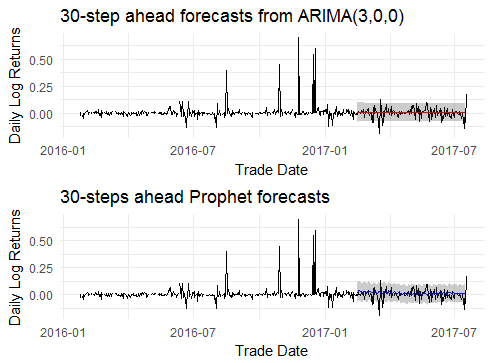 30-step ahead forecasts from ARIMA(3,0,0)
Daily Log Returns
0.50
0.25
0.00
2016-01 2016-07 2017-01 2017-07
Trade Date
30-steps ahead Prophet forecasts
Daily Log Returns
0.50
0.25
0.00
2016-01 2016-07 2017-01 2017-07
Trade Date